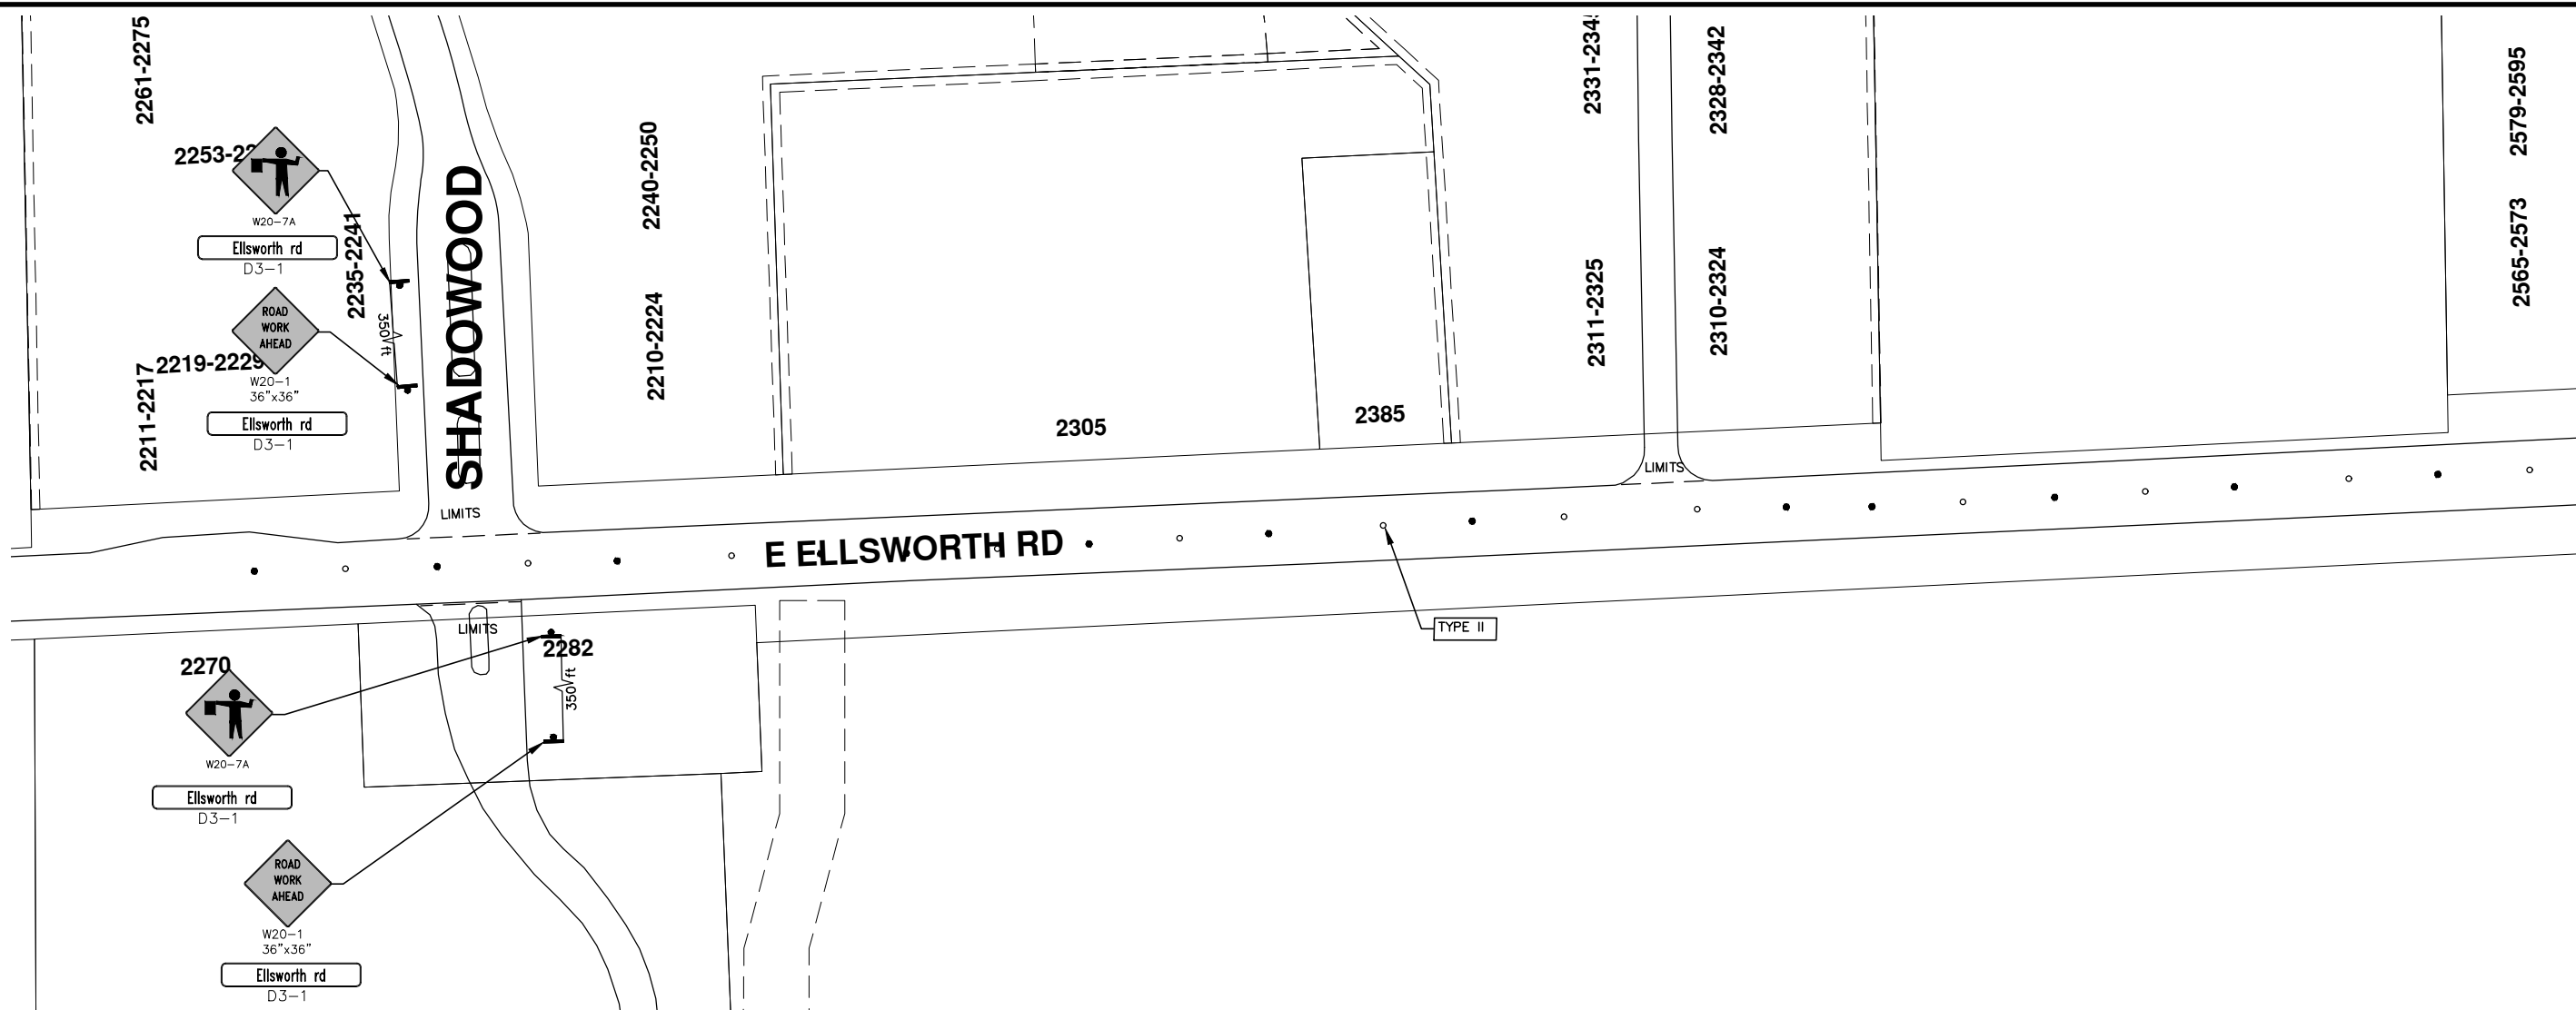 2261-2275
2253-22
W20-7A
Ellsworth rd
D3-1
2235-2241
350 ft
ROAD
WORK
AHEAD
2219-2229
W20-1
36"x36"
Ellsworth rd
D3-1
2211-2217
SHADOWOOD
LIMITS
2240-2250
2210-2224
2305
2385
2331-234
2311-2325
2328-2342
2310-2324
LIMITS
2579-2595
2565-2573
E ELLSWORTH RD
TYPE II
LIMITS
2282
350 ft
2270
W20-7A
Ellsworth rd
D3-1
ROAD
WORK
AHEAD
W20-1
36"x36"
Ellsworth rd
D3-1